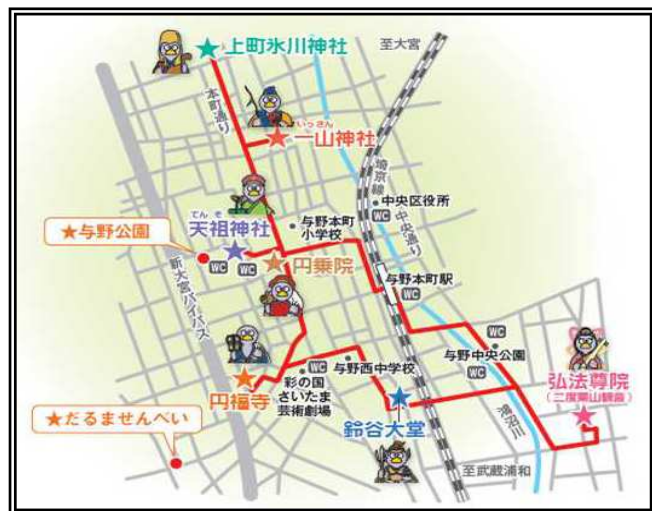 上町氷川神社
至大宮
本町通り
いっさん
一山神社
埼京線
中央区役所
WC
中央通り
てんそ
天祖神社
与野本町
小学校
★与野公園
WC
WC
円乗院
与野本町駅
WC
新大宮バイパス
WC
与野中央公園
WC
与野西中学校
WC
彩の国
さいたま
芸術劇場
円福寺
弘法尊院
(二度栗山観音)
鴻沼川
鈴谷大堂
★だるませんべい
至武蔵浦和